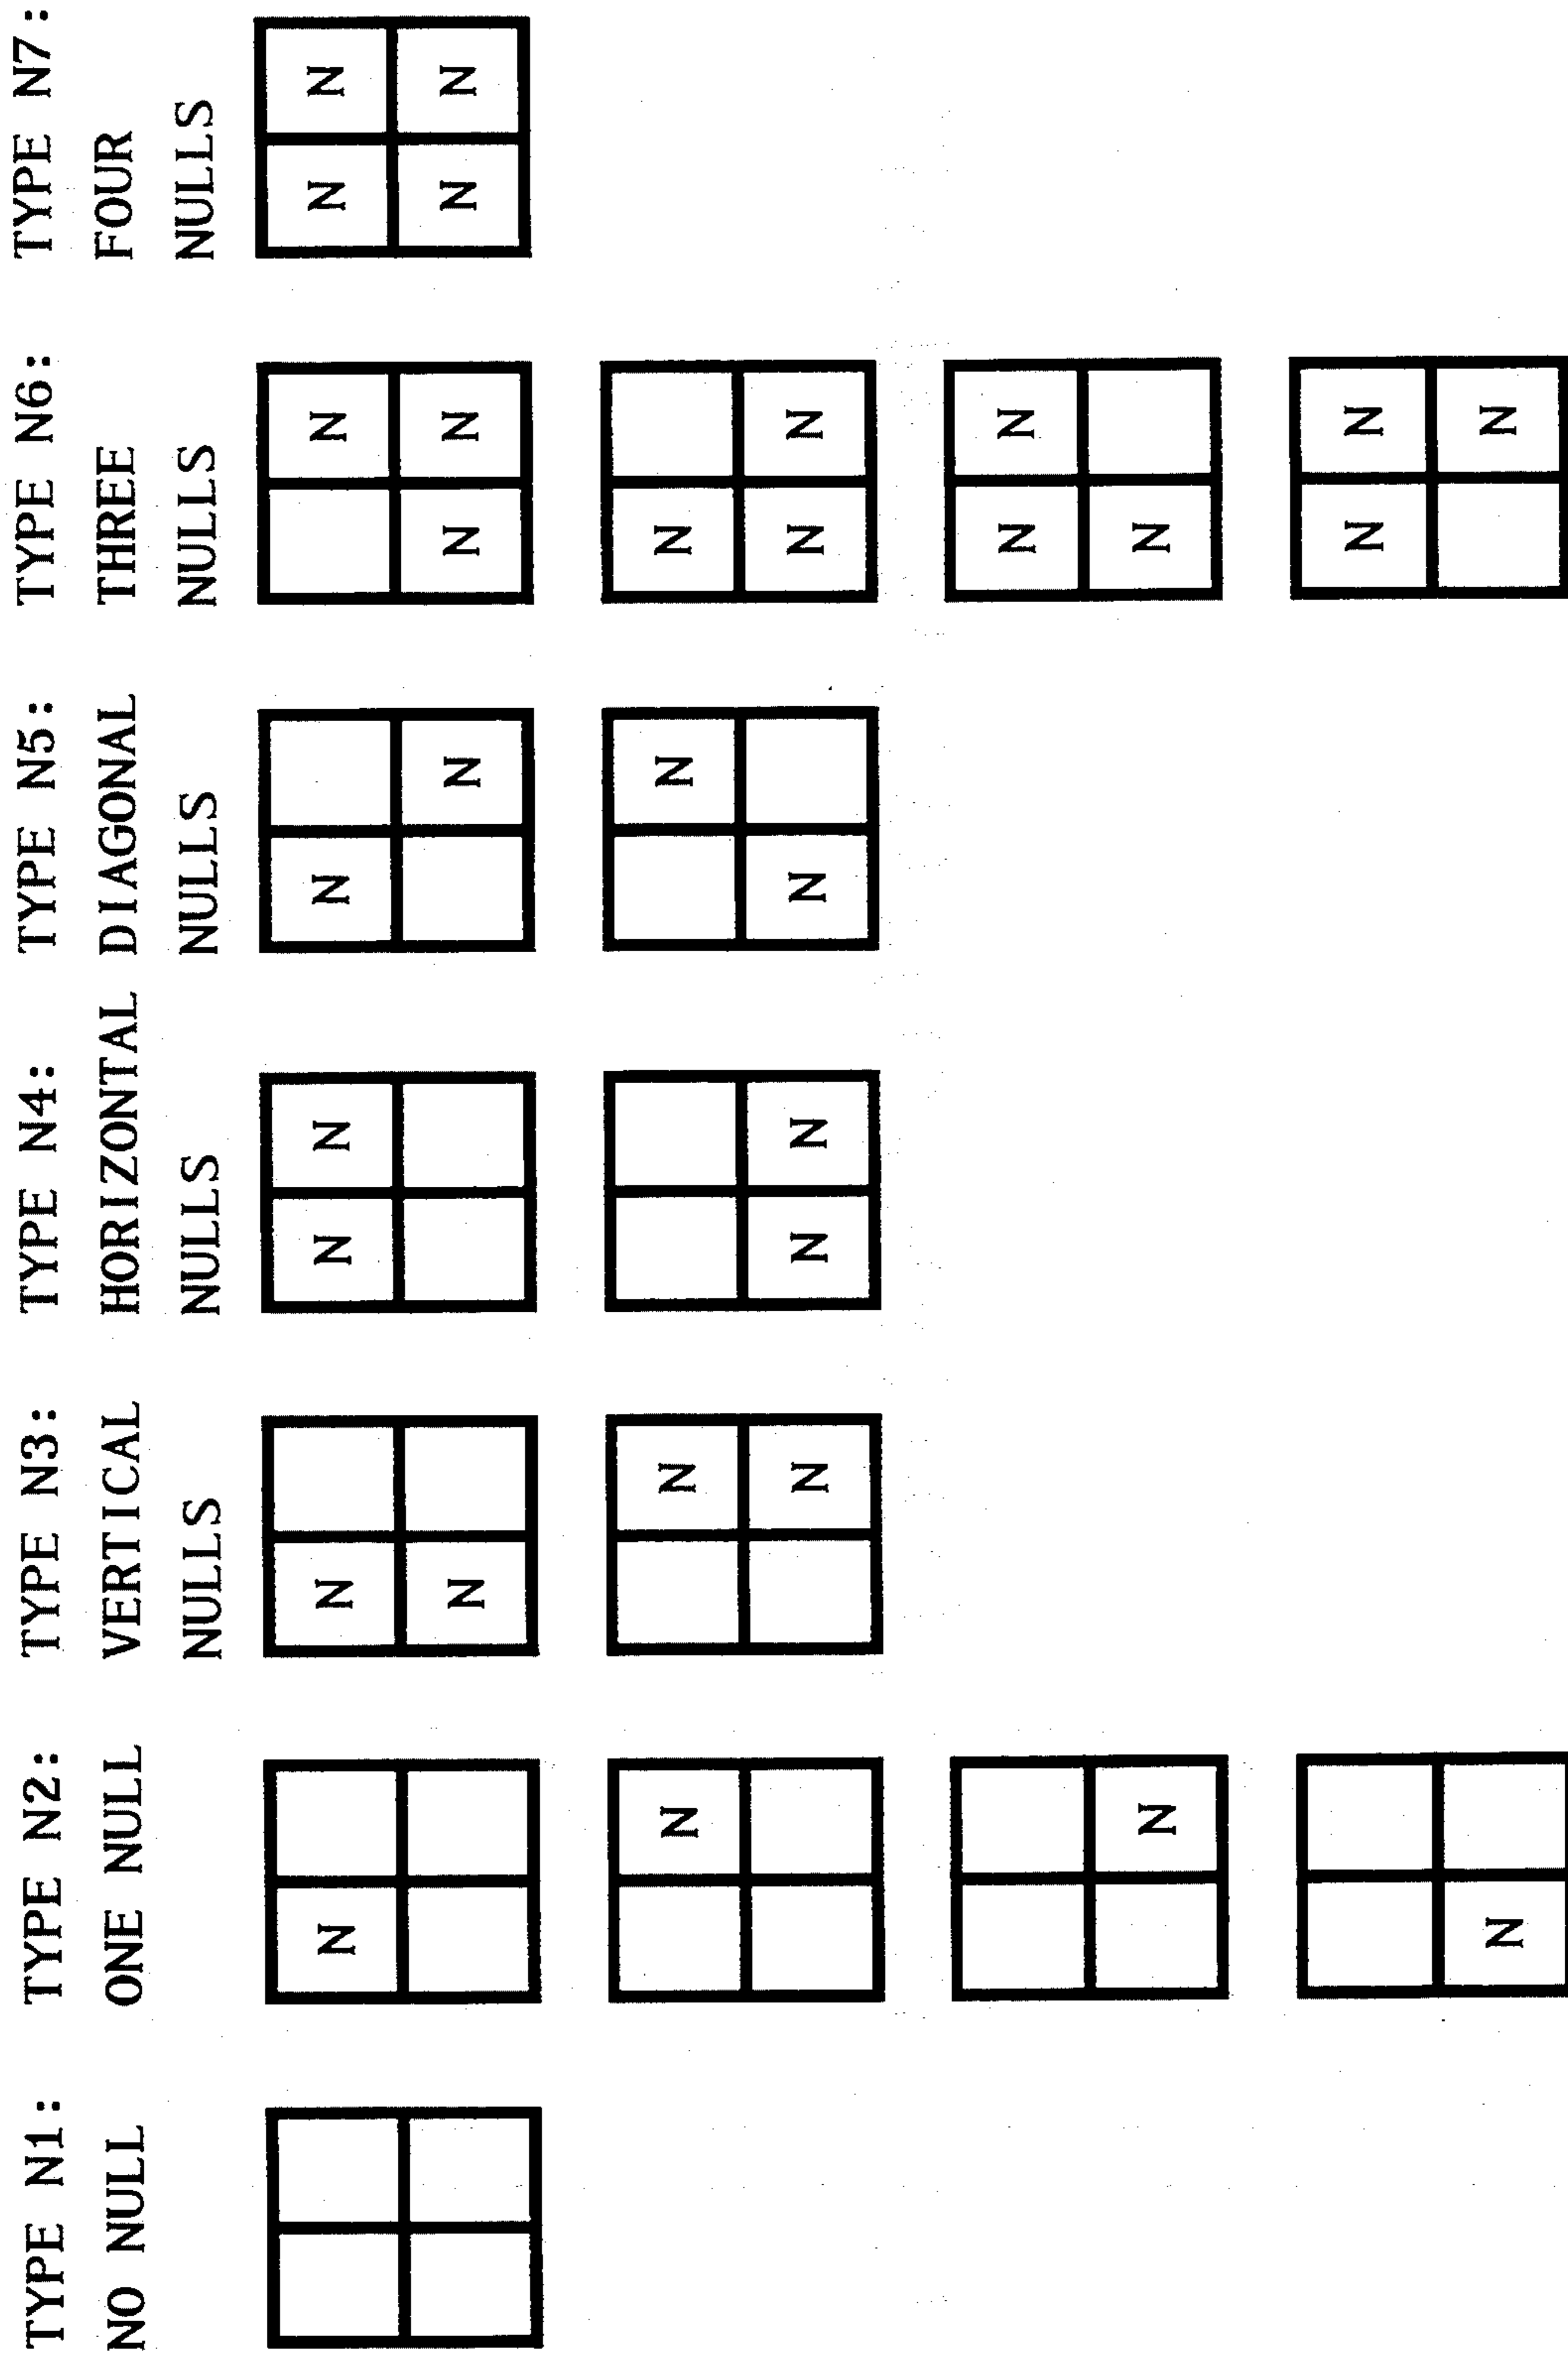 TYPE N1: TYPE N2: TYPE N3: TYPE N4: TYPE N5: TYPE N6: TYPE N7:
NO NULL ONE NULL VERTICAL HORIZONTAL DIAGONAL THREE FOUR
NULLS NULLS NULLS NULLS NULLS
N N N N N N N N
N N N N N N
N N N N
N N N N N N
N N
N N
N N
N N